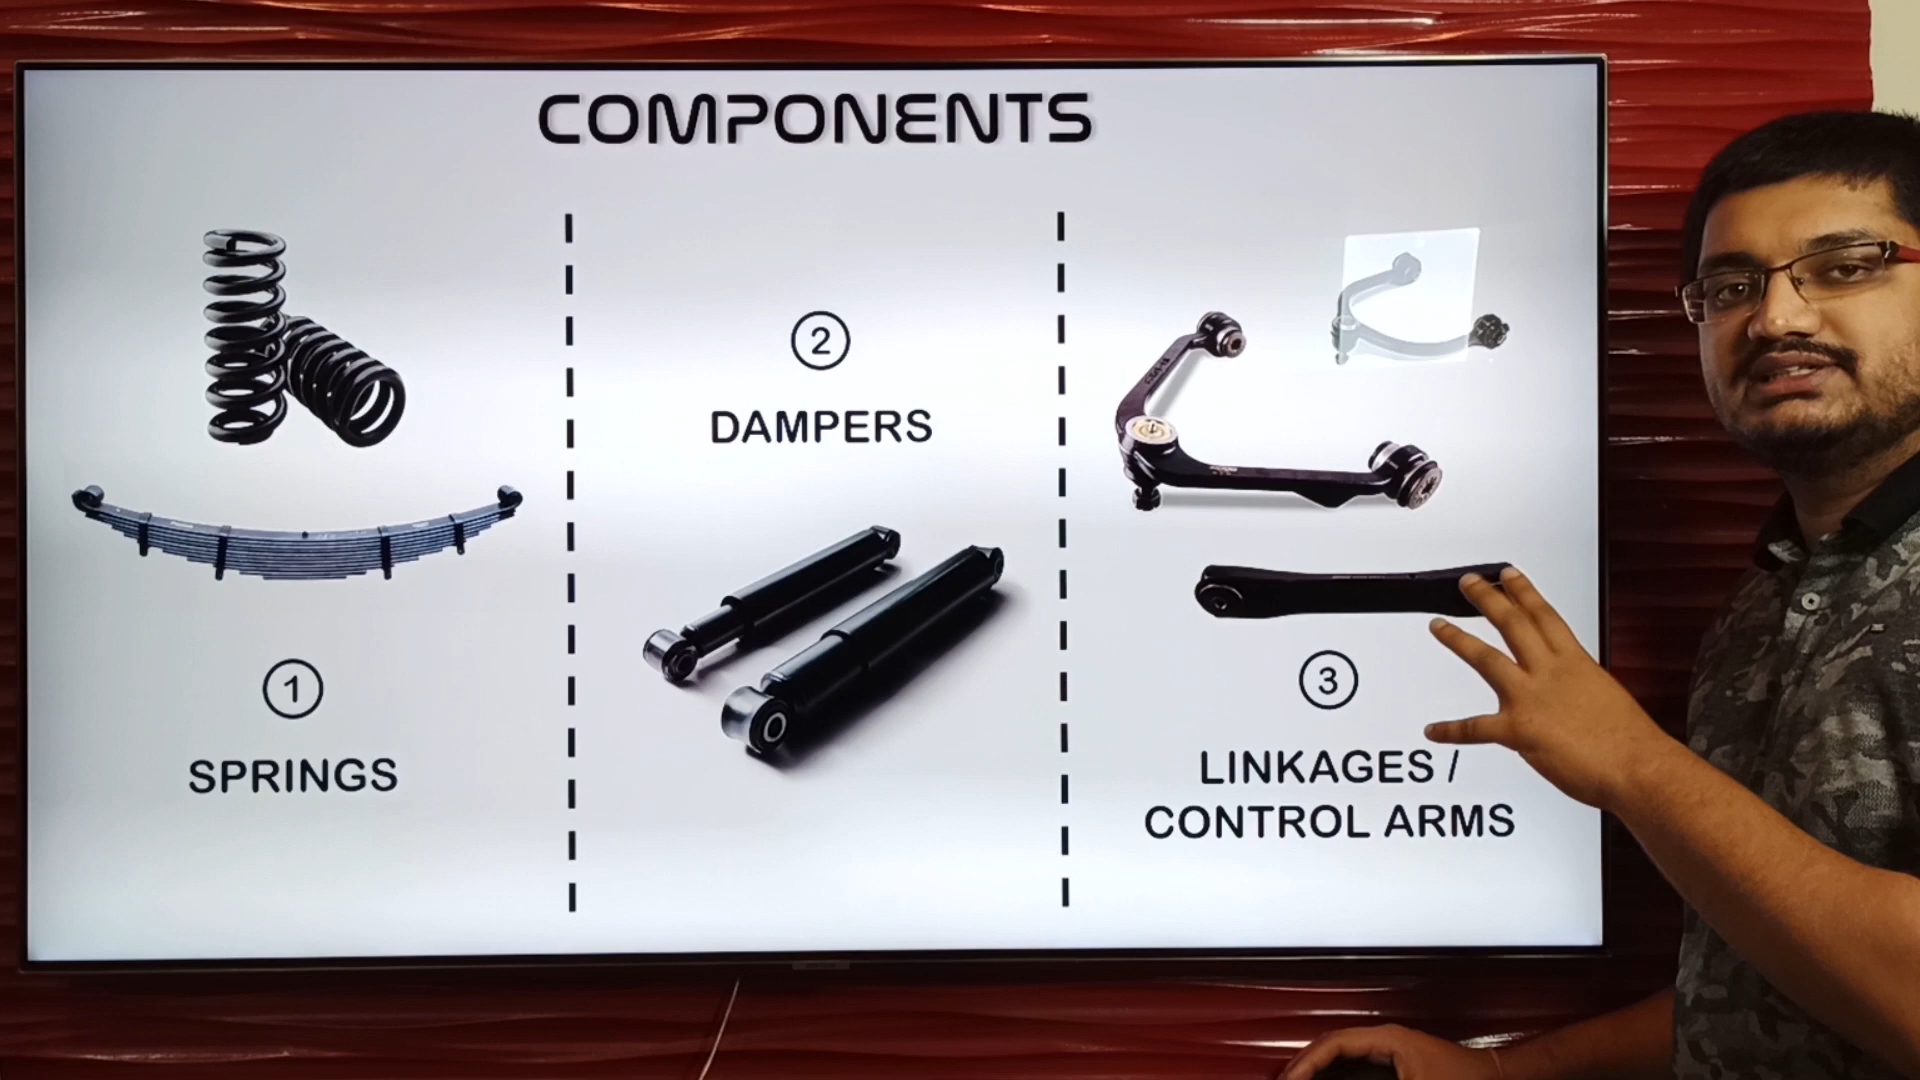 COMPONENTS
1
SPRINGS
2
DAMPERS
3
LINKAGES /
CONTROL ARMS